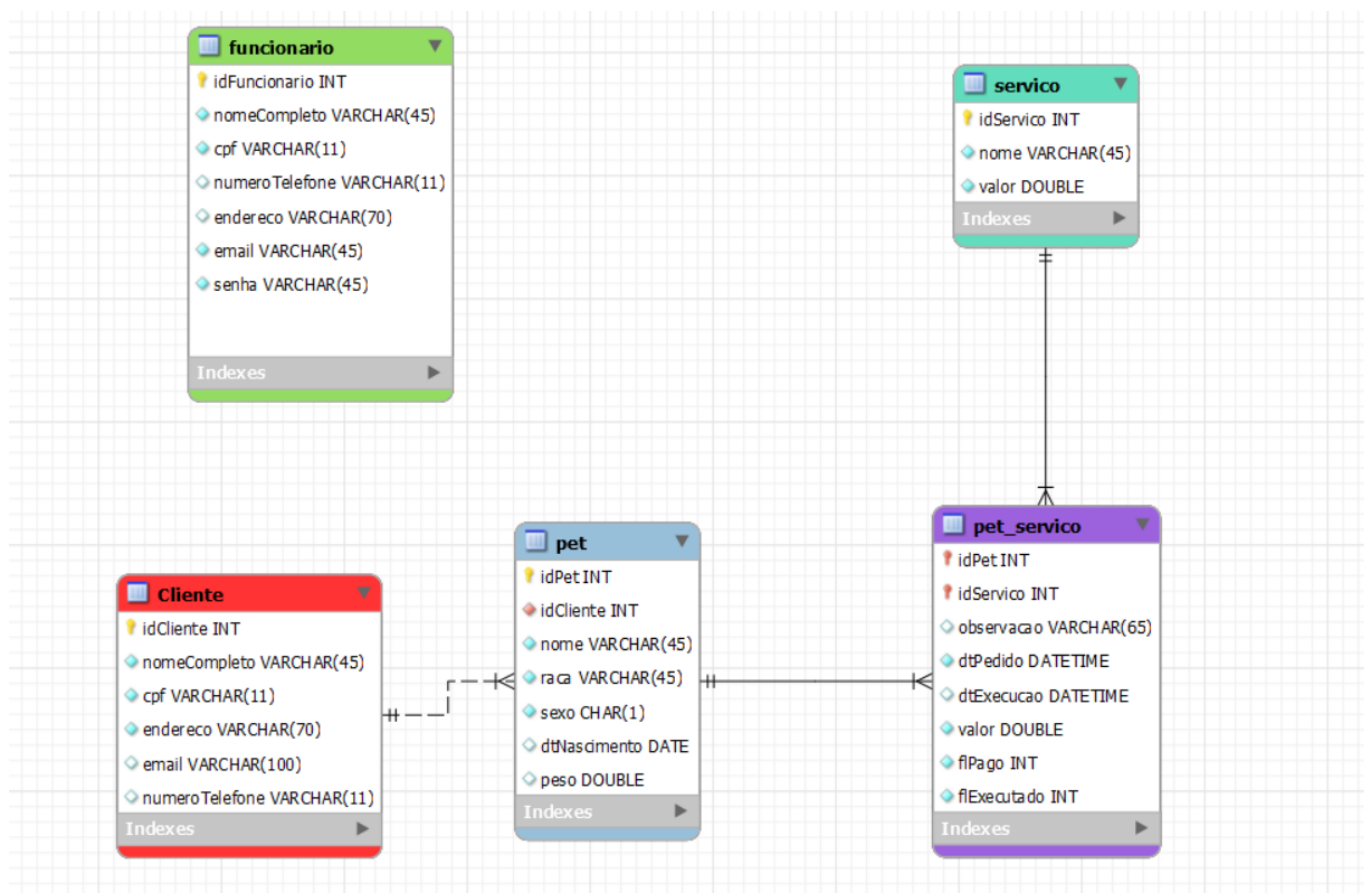 funcionario
idFuncionario INT
nomeCompleto VARCHAR(45)
cpf VARCHAR(11)
numeroTelefone VARCHAR(11)
endereco VARCHAR(70)
email VARCHAR(45)
senha VARCHAR(45)
Indexes
servico
idServico INT
nome VARCHAR(45)
valor DOUBLE
Indexes
Cliente
idCliente INT
nomeCompleto VARCHAR(45)
cpf VARCHAR(11)
endereco VARCHAR(70)
email VARCHAR(100)
numeroTelefone VARCHAR(11)
Indexes
pet
idPet INT
idCliente INT
nome VARCHAR(45)
raca VARCHAR(45)
sexo CHAR(1)
dtNascimento DATE
peso DOUBLE
Indexes
pet_servico
idPet INT
idServico INT
observacao VARCHAR(65)
dtPedido DATETIME
dtExecucao DATETIME
valor DOUBLE
flPago INT
flExecutado INT
Indexes